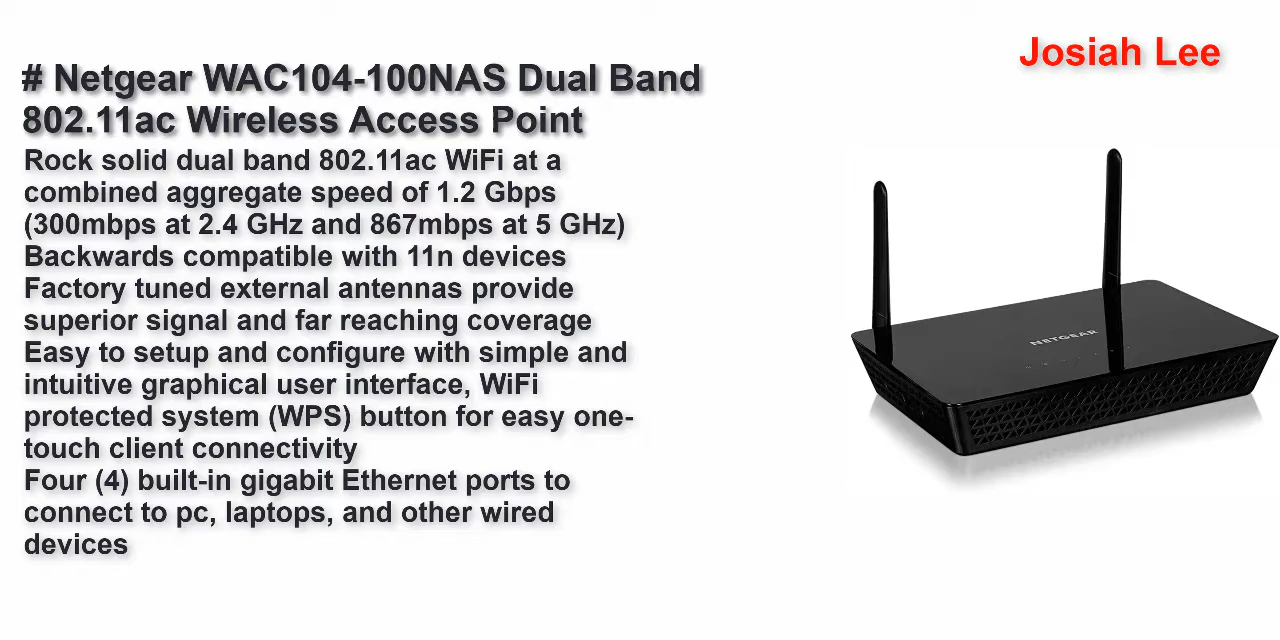 Josiah Lee
# Netgear WAC104-100NAS Dual Band
802.11ac Wireless Access Point
Rock solid dual band 802.11ac WiFi at a
combined aggregate speed of 1.2 Gbps
(300mbps at 2.4 GHz and 867mbps at 5 GHz)
Backwards compatible with 11n devices
Factory tuned external antennas provide
superior signal and far reaching coverage
Easy to setup and configure with simple and
intuitive graphical user interface, WiFi
protected system (WPS) button for easy one-
touch client connectivity
Four (4) built-in gigabit Ethernet ports to
connect to pc, laptops, and other wired
devices
NETGEAR